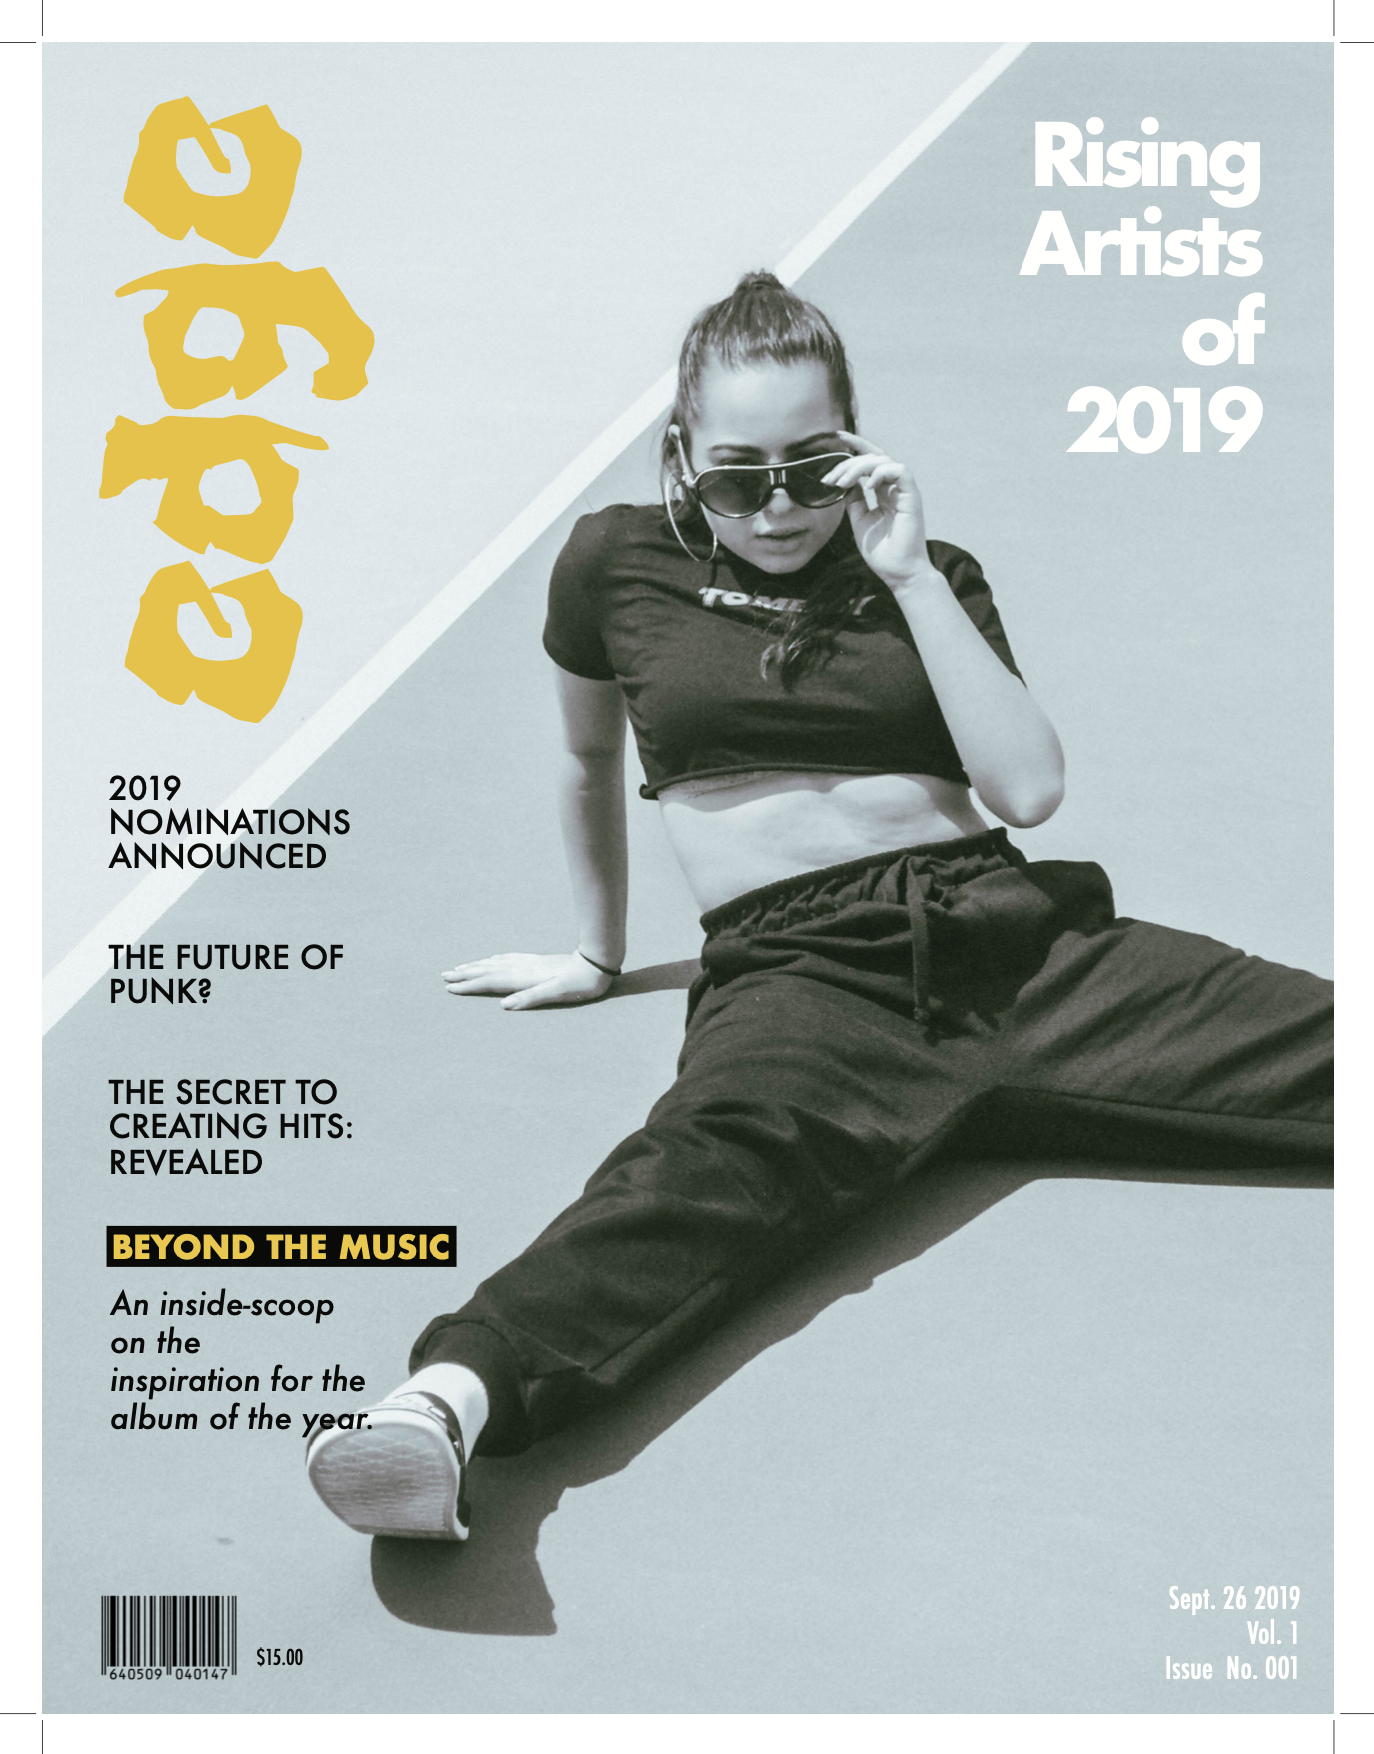 edge
Rising
Artists
of
2019
2019
NOMINATIONS
ANNOUNCED
THE FUTURE OF
PUNK?
THE SECRET TO
CREATING HITS:
REVEALED
BEYOND THE MUSIC
An inside-scoop
on the
inspiration for the
album of the year.
640509 040147
$15.00
Sept. 26 2019
Vol. 1
Issue No. 001